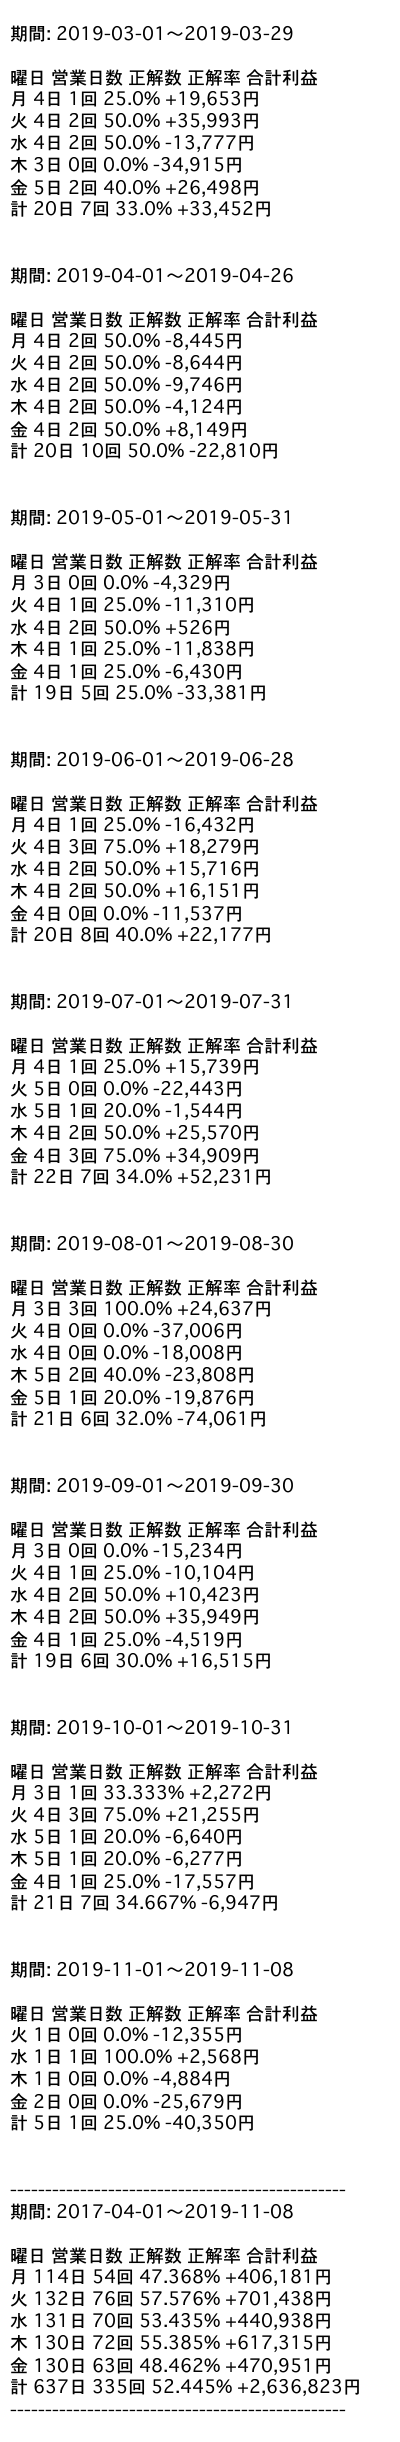 期間: 2019-03-01〜2019-03-29
曜日 営業日数 正解数 正解率 合計利益
月 4日 1回 25.0% +19,653円
火 4日 2回 50.0% +35,993円
水 4日 2回 50.0% -13,777円
木 3日 0回 0.0% -34,915円
金 5日 2回 40.0% +26,498円
計 20日 7回 33.0% +33,452円
期間: 2019-04-01〜2019-04-26
曜日 営業日数 正解数 正解率 合計利益
月 4日 2回 50.0% -8,445円
火 4日 2回 50.0% -8,644円
水 4日 2回 50.0% -9,746円
木 4日 2回 50.0% -4,124円
金 4日 2回 50.0% +8,149円
計 20日 10回 50.0% -22,810円
期間: 2019-05-01〜2019-05-31
曜日 営業日数 正解数 正解率 合計利益
月 3日 0回 0.0% -4,329円
火 4日 1回 25.0% -11,310円
水 4日 2回 50.0% +526円
木 4日 1回 25.0% -11,838円
金 4日 1回 25.0% -6,430円
計 19日 5回 25.0% -33,381円
期間: 2019-06-01〜2019-06-28
曜日 営業日数 正解数 正解率 合計利益
月 4日 1回 25.0% -16,432円
火 4日 3回 75.0% +18,279円
水 4日 2回 50.0% +15,716円
木 4日 2回 50.0% +16,151円
金 4日 0回 0.0% -11,537円
計 20日 8回 40.0% +22,177円
期間: 2019-07-01〜2019-07-31
曜日 営業日数 正解数 正解率 合計利益
月 4日 1回 25.0% +15,739円
火 5日 0回 0.0% -22,443円
水 5日 1回 20.0% -1,544円
木 4日 2回 50.0% +25,570円
金 4日 3回 75.0% +34,909円
計 22日 7回 34.0% +52,231円
期間: 2019-08-01〜2019-08-30
曜日 営業日数 正解数 正解率 合計利益
月 3日 3回 100.0% +24,637円
火 4日 0回 0.0% -37,006円
水 4日 0回 0.0% -18,008円
木 5日 2回 40.0% -23,808円
金 5日 1回 20.0% -19,876円
計 21日 6回 32.0% -74,061円
期間: 2019-09-01〜2019-09-30
曜日 営業日数 正解数 正解率 合計利益
月 3日 0回 0.0% -15,234円
火 4日 1回 25.0% -10,104円
水 4日 2回 50.0% +10,423円
木 4日 2回 50.0% +35,949円
金 4日 1回 25.0% -4,519円
計 19日 6回 30.0% +16,515円
期間: 2019-10-01〜2019-10-31
曜日 営業日数 正解数 正解率 合計利益
月 3日 1回 33.333% +2,272円
火 4日 3回 75.0% +21,255円
水 5日 1回 20.0% -6,640円
木 5日 1回 20.0% -6,277円
金 4日 1回 25.0% -17,557円
計 21日 7回 34.667% -6,947円
期間: 2019-11-01〜2019-11-08
曜日 営業日数 正解数 正解率 合計利益
火 1日 0回 0.0% -12,355円
水 1日 1回 100.0% +2,568円
木 1日 0回 0.0% -4,884円
金 2日 0回 0.0% -25,679円
計 5日 1回 25.0% -40,350円
------------------------------------------------
期間: 2017-04-01〜2019-11-08
曜日 営業日数 正解数 正解率 合計利益
月 114日 54回 47.368% +406,181円
火 132日 76回 57.576% +701,438円
水 131日 70回 53.435% +440,938円
木 130日 72回 55.385% +617,315円
金 130日 63回 48.462% +470,951円
計 637日 335回 52.445% +2,636,823円
------------------------------------------------